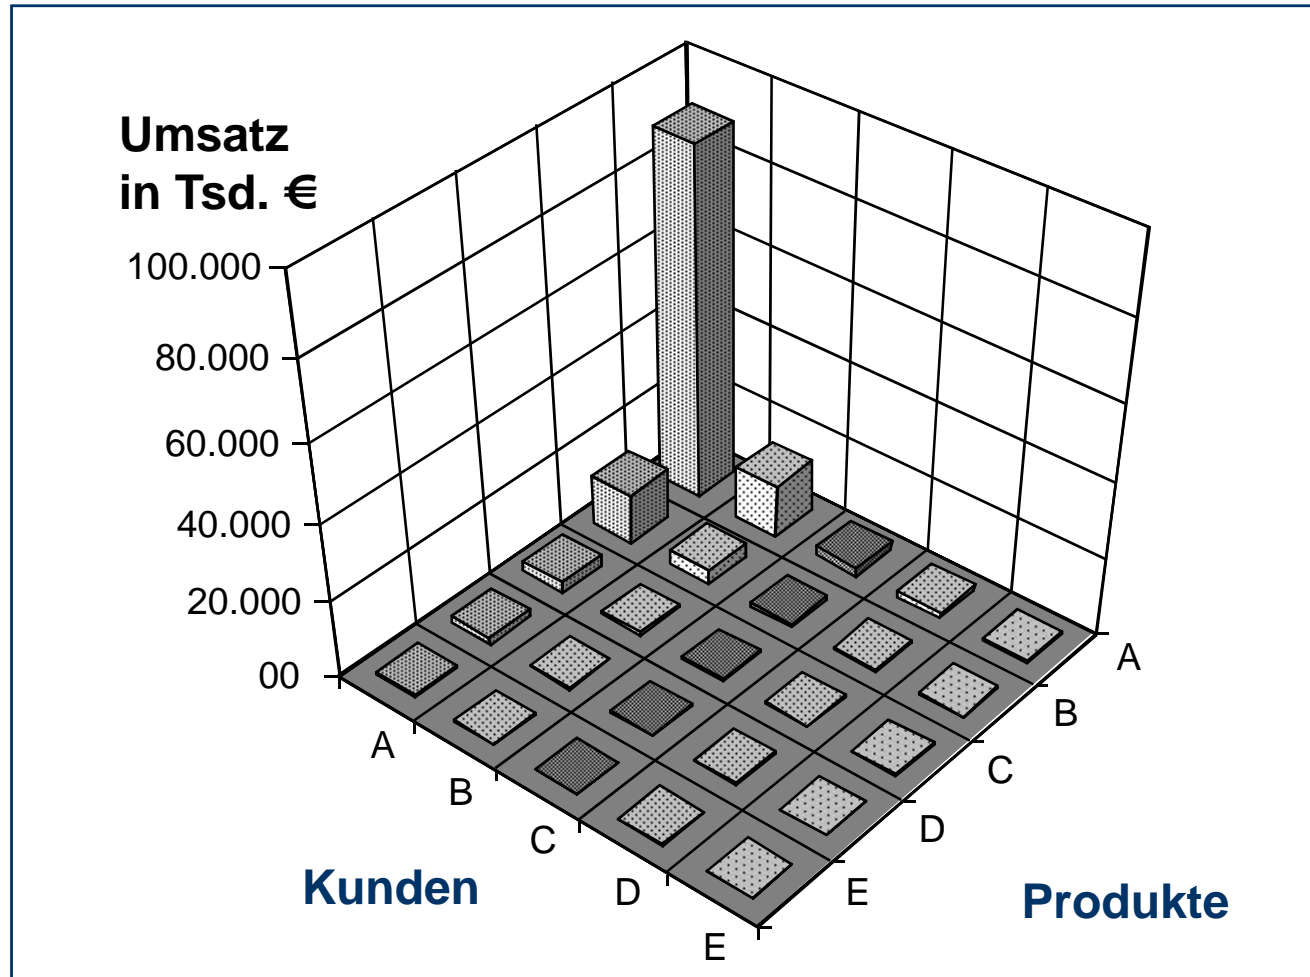 Umsatz
in Tsd. €
100.000
80.000
60.000
40.000
20.000
00
A
B
C
D
E
A
B
C
D
E
Kunden
Produkte